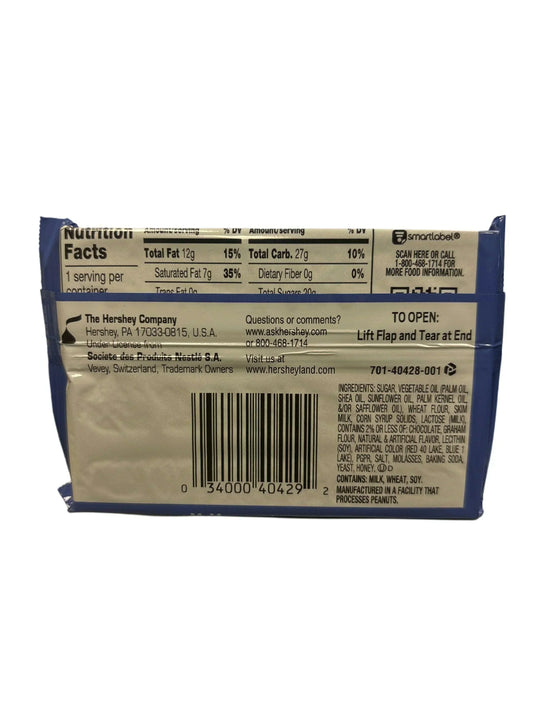 Nutrition
Facts
1 serving per
container
Amount/serving % DV
Total Fat 12g 15%
Saturated Fat 7g 35%
Trans Fat 0g
Amount/serving % DV
Total Carb. 27g 10%
Dietary Fiber 0g 0%
Total Sugars 20g
smartlabel®
SCAN HERE OR CALL
1-800-468-1714 FOR
MORE FOOD INFORMATION.
The Hershey Company
Hershey, PA 17033-0815, U.S.A.
Under License from
Societe des Produits Nestlé S.A.
Vevey, Switzerland, Trademark Owners
Questions or comments?
www.askhershey.com
or 800-468-1714
Visit us at
www.hersheyland.com
TO OPEN:
Lift Flap and Tear at End
701-40428-001
INGREDIENTS: SUGAR, VEGETABLE OIL (PALM OIL,
SHEA OIL, SUNFLOWER OIL, PALM KERNEL OIL,
&/OR SAFFLOWER OIL), WHEAT FLOUR, SKIM
MILK, CORN SYRUP SOLIDS, LACTOSE (MILK),
CONTAINS 2% OR LESS OF: CHOCOLATE, GRAHAM
FLOUR, NATURAL & ARTIFICIAL FLAVOR, LECITHIN
SOY), ARTIFICIAL COLOR (RED 40 LAKE, BLUE 1
LAKE), PGPR, SALT, MOLASSES, BAKING SODA,
YEAST, HONEY. U D
CONTAINS: MILK, WHEAT, SOY.
MANUFACTURED IN A FACILITY THAT
PROCESSES PEANUTS.
0 34000 40429 2